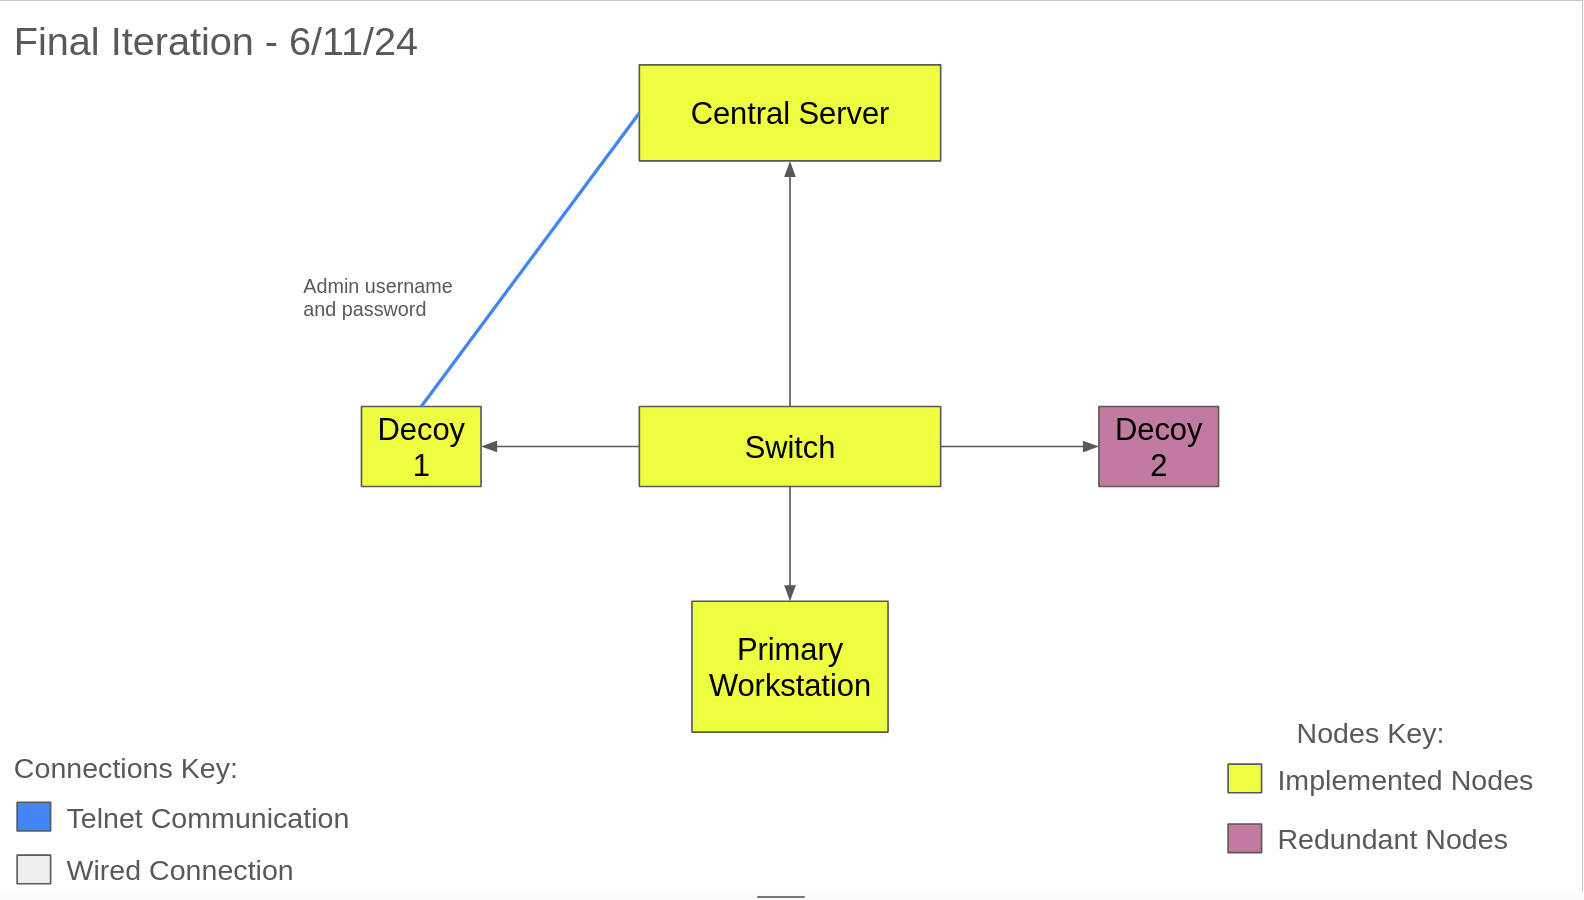 Final Iteration - 6/11/24
Central Server
Admin username
and password
Decoy
1
Switch
Decoy
2
Primary
Workstation
Connections Key:
Telnet Communication
Wired Connection
Nodes Key:
Implemented Nodes
Redundant Nodes